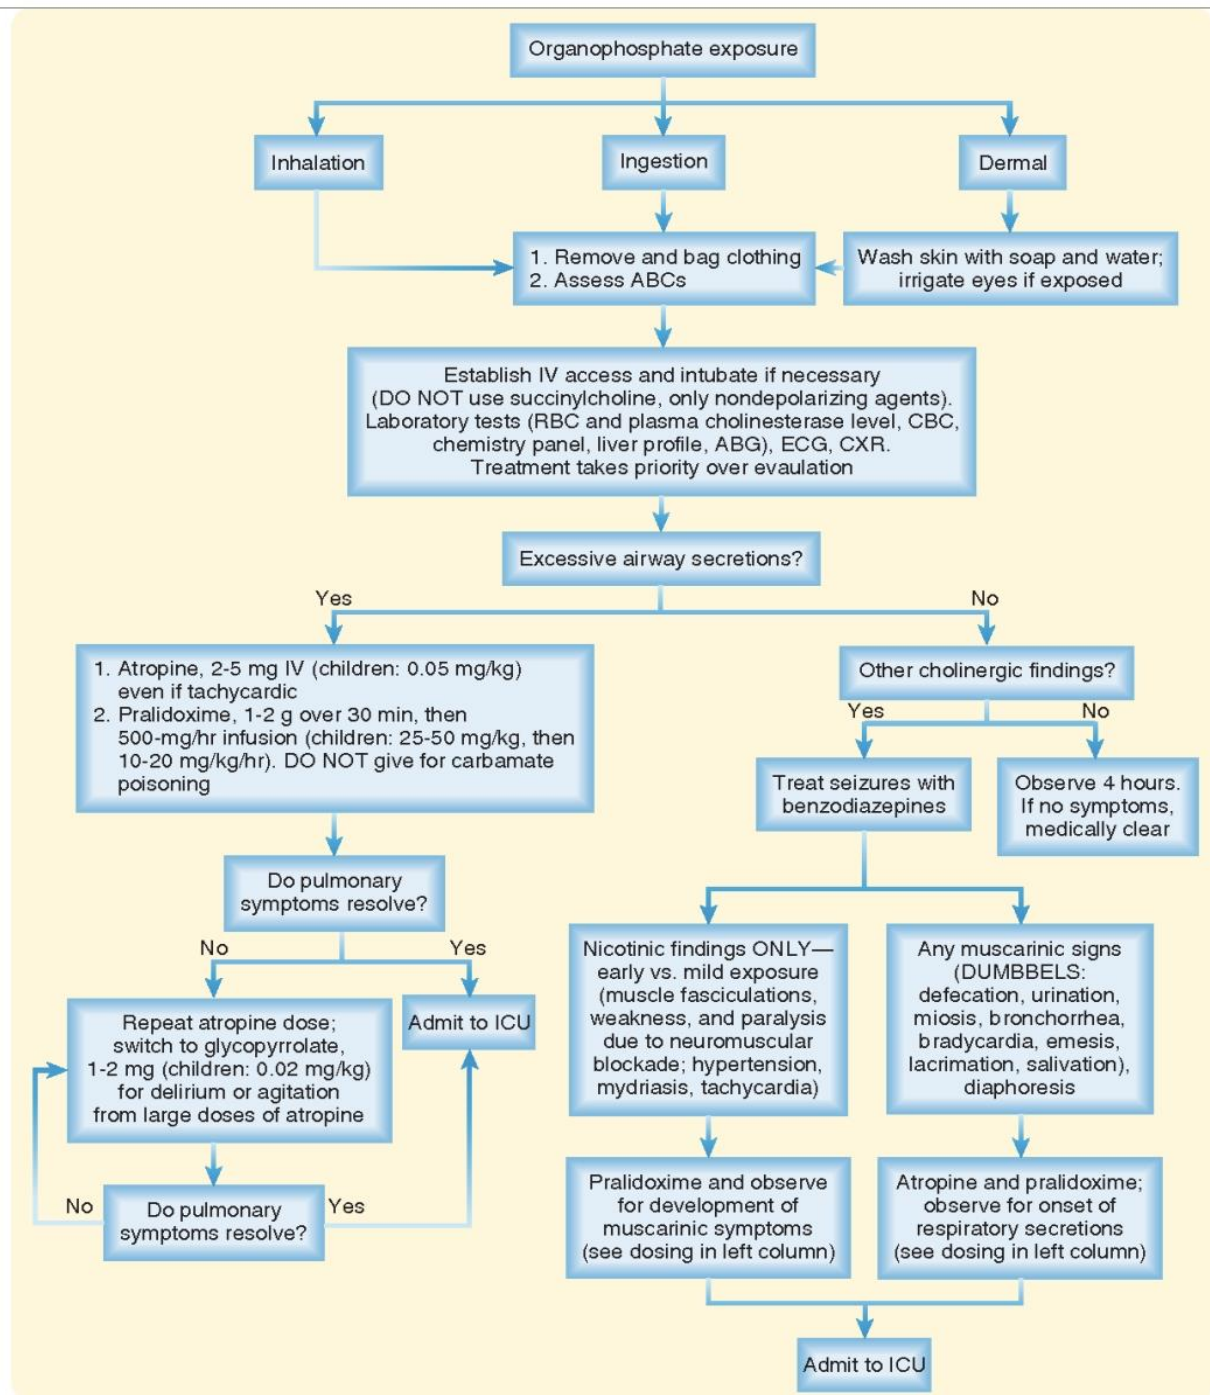 Organophosphate exposure
Inhalation
Ingestion
Dermal
1. Remove and bag clothing
2. Assess ABCs
Wash skin with soap and water;
irrigate eyes if exposed
Establish IV access and intubate if necessary
(DO NOT use succinylcholine, only nondepolarizing agents).
Laboratory tests (RBC and plasma cholinesterase level, CBC,
chemistry panel, liver profile, ABG), ECG, CXR.
Treatment takes priority over evaulation
Excessive airway secretions?
Yes
No
1. Atropine, 2-5 mg IV (children: 0.05 mg/kg)
even if tachycardic
2. Pralidoxime, 1-2 g over 30 min, then
500-mg/hr infusion (children: 25-50 mg/kg, then
10-20 mg/kg/hr). DO NOT give for carbamate
poisoning
Other cholinergic findings?
Yes
No
Treat seizures with
benzodiazepines
Observe 4 hours.
If no symptoms,
medically clear
Do pulmonary
symptoms resolve?
No
Yes
Repeat atropine dose;
switch to glycopyrrolate,
1-2 mg (children: 0.02 mg/kg)
for delirium or agitation
from large doses of atropine
Admit to ICU
Nicotinic findings ONLY—
early vs. mild exposure
(muscle fasciculations,
weakness, and paralysis
due to neuromuscular
blockade; hypertension,
mydriasis, tachycardia)
Any muscarinic signs
(DUMBBELS:
defecation, urination,
miosis, bronchorrhea,
bradycardia, emesis,
lacrimation, salivation),
diaphoresis
No
Do pulmonary
symptoms resolve?
Yes
Pralidoxime and observe
for development of
muscarinic symptoms
(see dosing in left column)
Atropine and pralidoxime;
observe for onset of
respiratory secretions
(see dosing in left column)
Admit to ICU